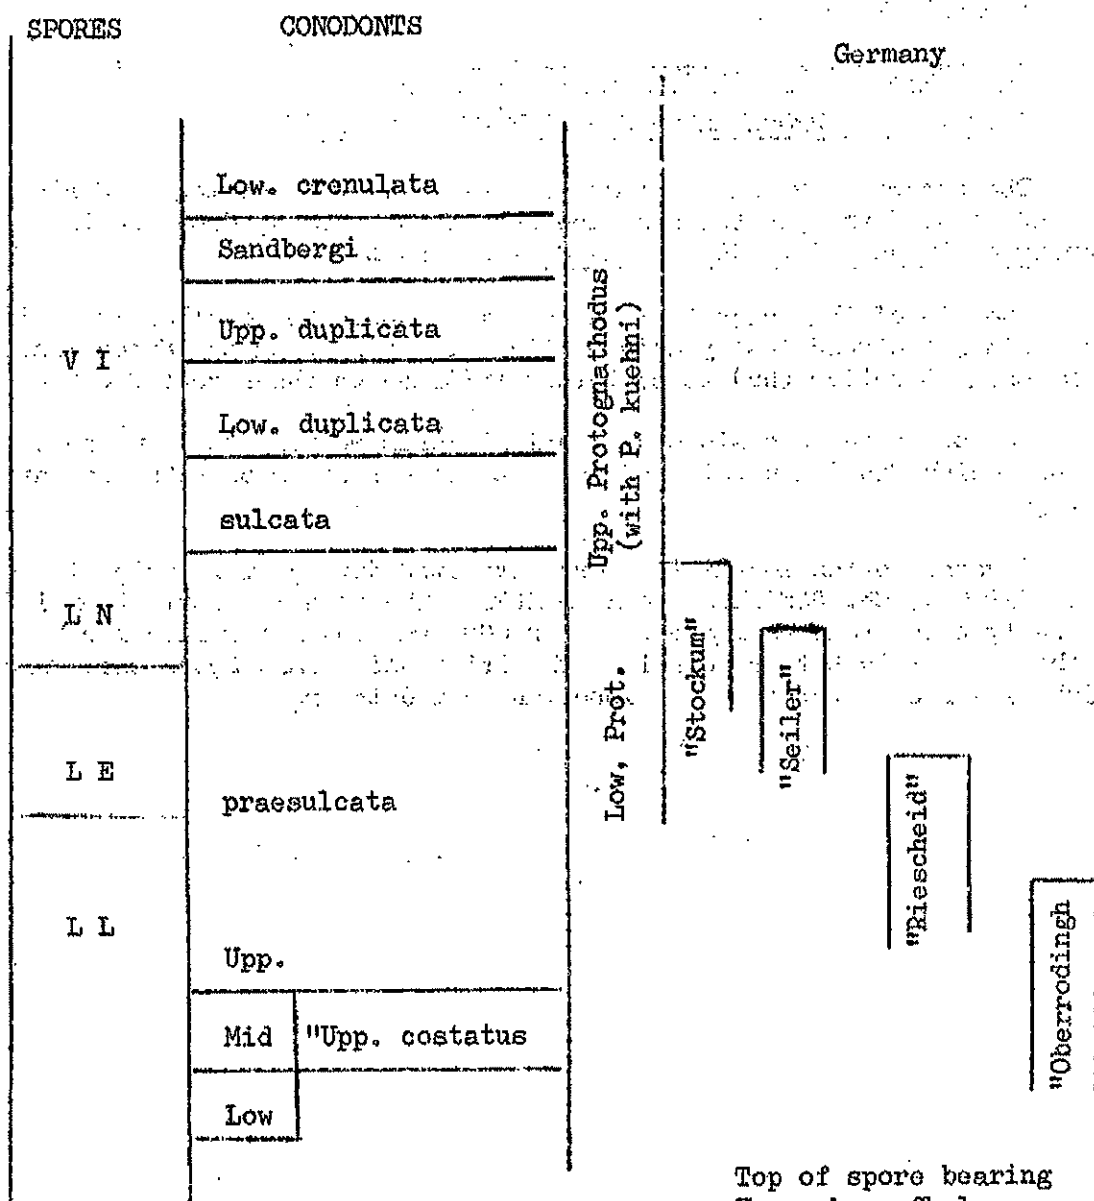 SPORES
CONODONTS
Germany
Low. crenulata
Sandbergi
Upp. duplicata
V I
Low. duplicata
sulcata
Upp. Protognathodus
(with P. kuehni)
L N
Low, Prot.
"Stockum"
"Seiler"
L E
praesulcata
"Riescheid"
L L
Upp.
"Oberrodingh
Mid
"Upp. costatus
Low
Top of spore bearing